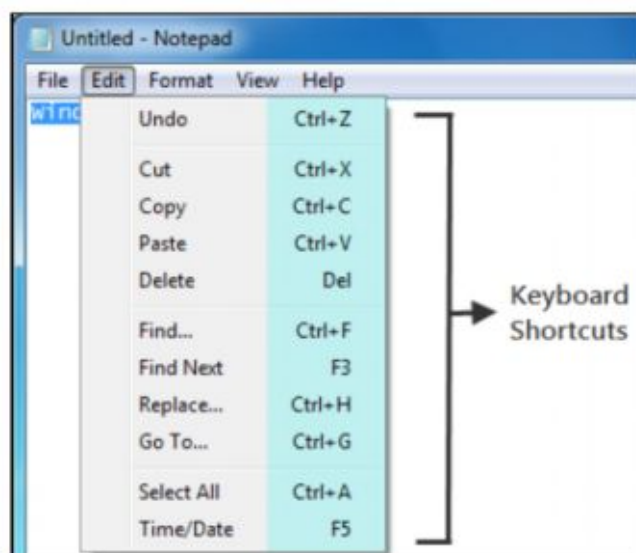 Untitled - Notepad
File Edit Format View Help
Wind
Undo Ctrl+Z
Cut Ctrl+X
Copy Ctrl+C
Paste Ctrl+V
Delete Del
Find... Ctrl+F
Find Next F3
Replace... Ctrl+H
Go To... Ctrl+G
Select All Ctrl+A
Time/Date F5
Keyboard
Shortcuts